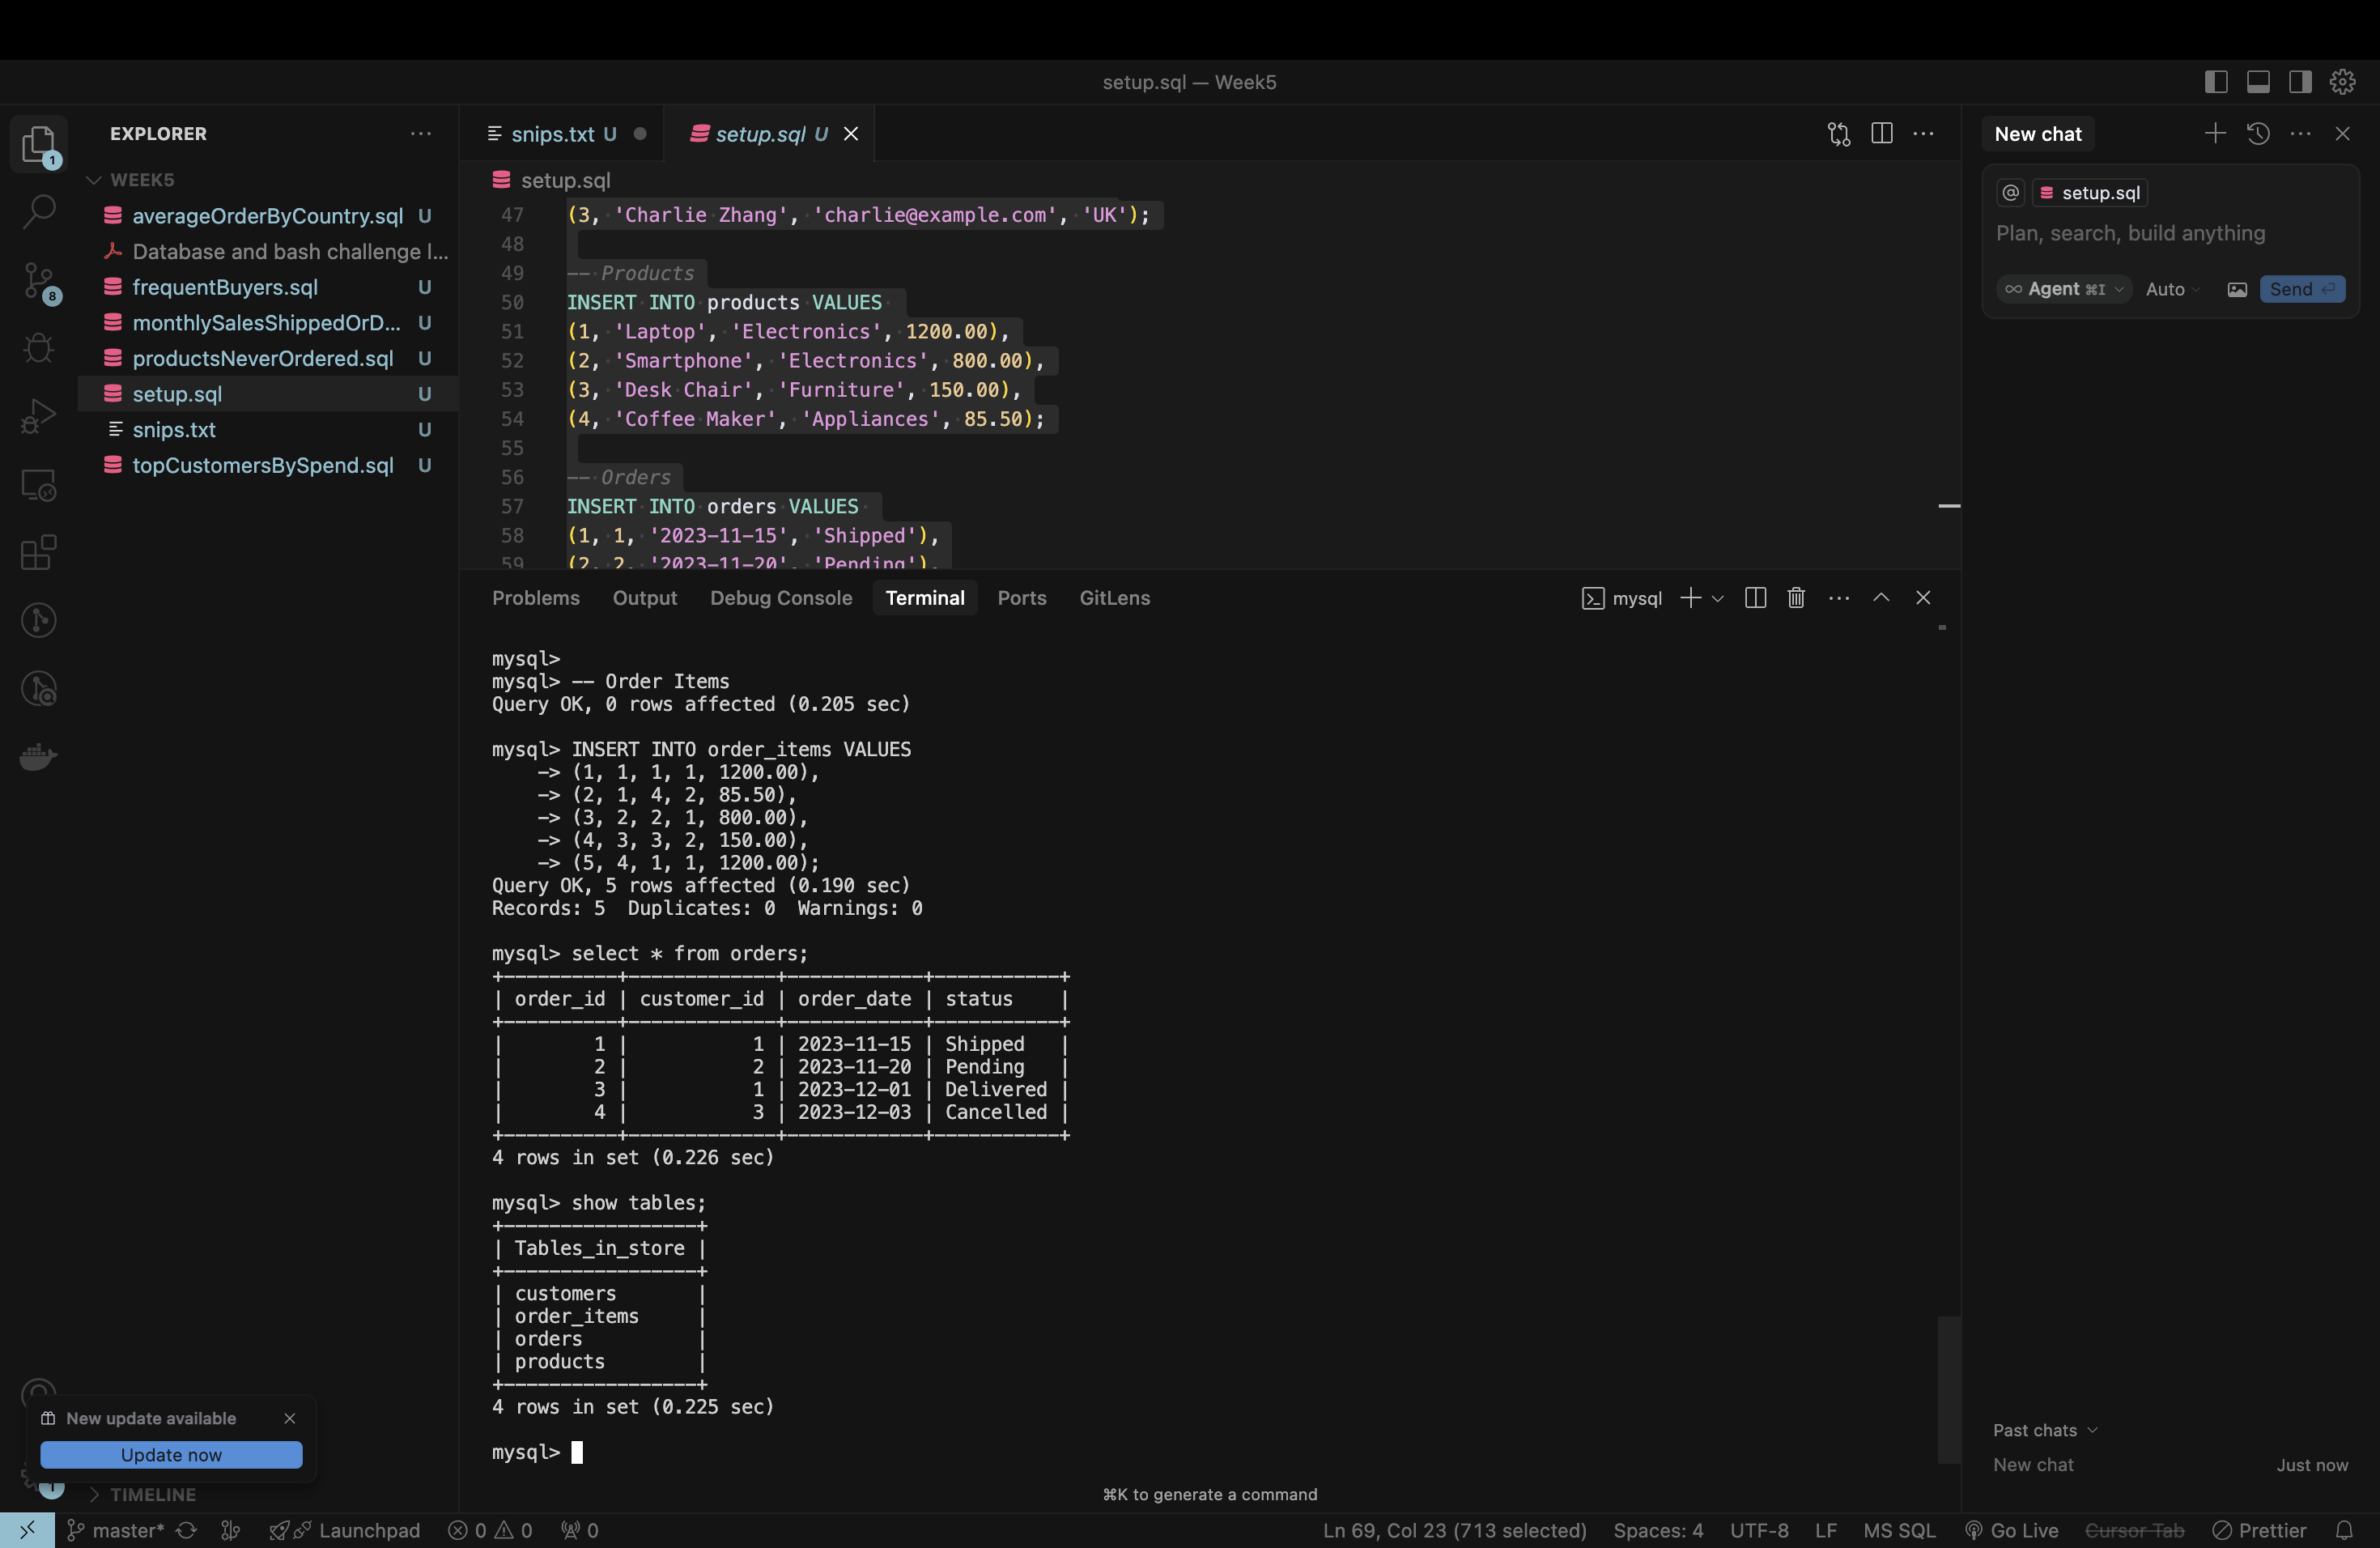 setup.sql — Week5
EXPLORER
WEEK5
averageOrderByCountry.sql U
Database and bash challenge l...
frequentBuyers.sql U
monthlySalesShippedOrD... U
productsNeverOrdered.sql U
setup.sql U
snips.txt U
topCustomersBySpend.sql U
1
8
New update available
Update now
TIMELINE
snips.txt U
setup.sql U
setup.sql
47 (3, 'Charlie Zhang', 'charlie@example.com', 'UK');
48
49 -- Products
50 INSERT INTO products VALUES
51 (1, 'Laptop', 'Electronics', 1200.00),
52 (2, 'Smartphone', 'Electronics', 800.00),
53 (3, 'Desk Chair', 'Furniture', 150.00),
54 (4, 'Coffee Maker', 'Appliances', 85.50);
55
56 -- Orders
57 INSERT INTO orders VALUES
58 (1, 1, '2023-11-15', 'Shipped'),
59 (2, 2, '2023-11-20', 'Pending'),
Problems Output Debug Console Terminal Ports GitLens
mysql
mysql>
mysql> -- Order Items
Query OK, 0 rows affected (0.205 sec)
mysql> INSERT INTO order_items VALUES
-> (1, 1, 1, 1, 1200.00),
-> (2, 1, 4, 2, 85.50),
-> (3, 2, 2, 1, 800.00),
-> (4, 3, 3, 2, 150.00),
-> (5, 4, 1, 1, 1200.00);
Query OK, 5 rows affected (0.190 sec)
Records: 5  Duplicates: 0  Warnings: 0
mysql> select * from orders;
+----------+-------------+------------+-----------+
| order_id | customer_id | order_date | status    |
+----------+-------------+------------+-----------+
|        1 |           1 | 2023-11-15 | Shipped   |
|        2 |           2 | 2023-11-20 | Pending   |
|        3 |           1 | 2023-12-01 | Delivered |
|        4 |           3 | 2023-12-03 | Cancelled |
+----------+-------------+------------+-----------+
4 rows in set (0.226 sec)
mysql> show tables;
+-----------------+
| Tables_in_store |
+-----------------+
| customers       |
| order_items     |
| orders          |
| products        |
+-----------------+
4 rows in set (0.225 sec)
mysql>
⌘K to generate a command
New chat
@ setup.sql
Plan, search, build anything
∞ Agent ⌘I Auto Send
Past chats
New chat Just now
master* Launchpad 0 0 0 Ln 69, Col 23 (713 selected) Spaces: 4 UTF-8 LF MS SQL Go Live Cursor Tab Prettier